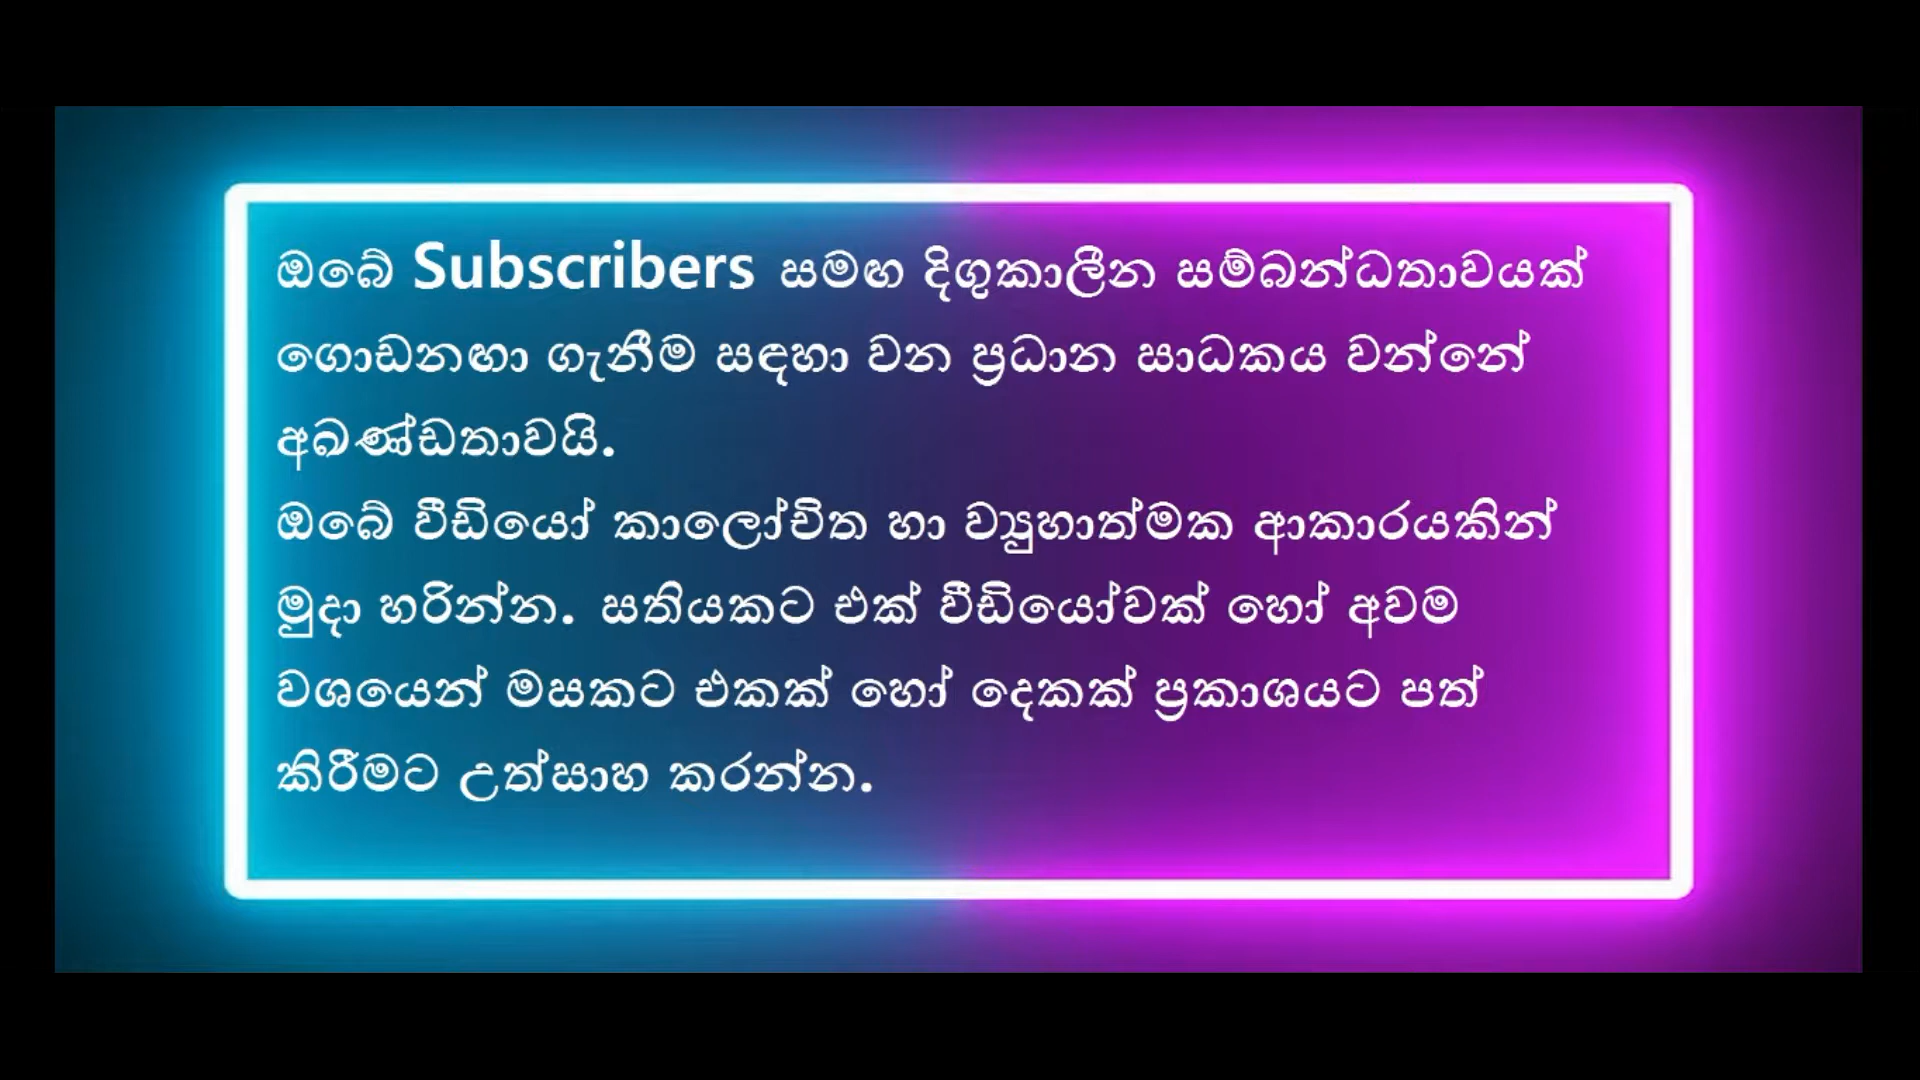 ඔබේ Subscribers සමඟ දිගුකාලීන සම්බන්ධතාවයක්
ගොඩනඟා ගැනීම සඳහා වන ප්‍රධාන සාධකය වන්නේ
අඛණ්ඩතාවයි.
ඔබේ වීඩියෝ කාලෝචිත හා ව්‍යුහාත්මක ආකාරයකින්
මුදා හරින්න. සතියකට එක් වීඩියෝවක් හෝ අවම
වශයෙන් මසකට එකක් හෝ දෙකක් ප්‍රකාශයට පත්
කිරීමට උත්සාහ කරන්න.